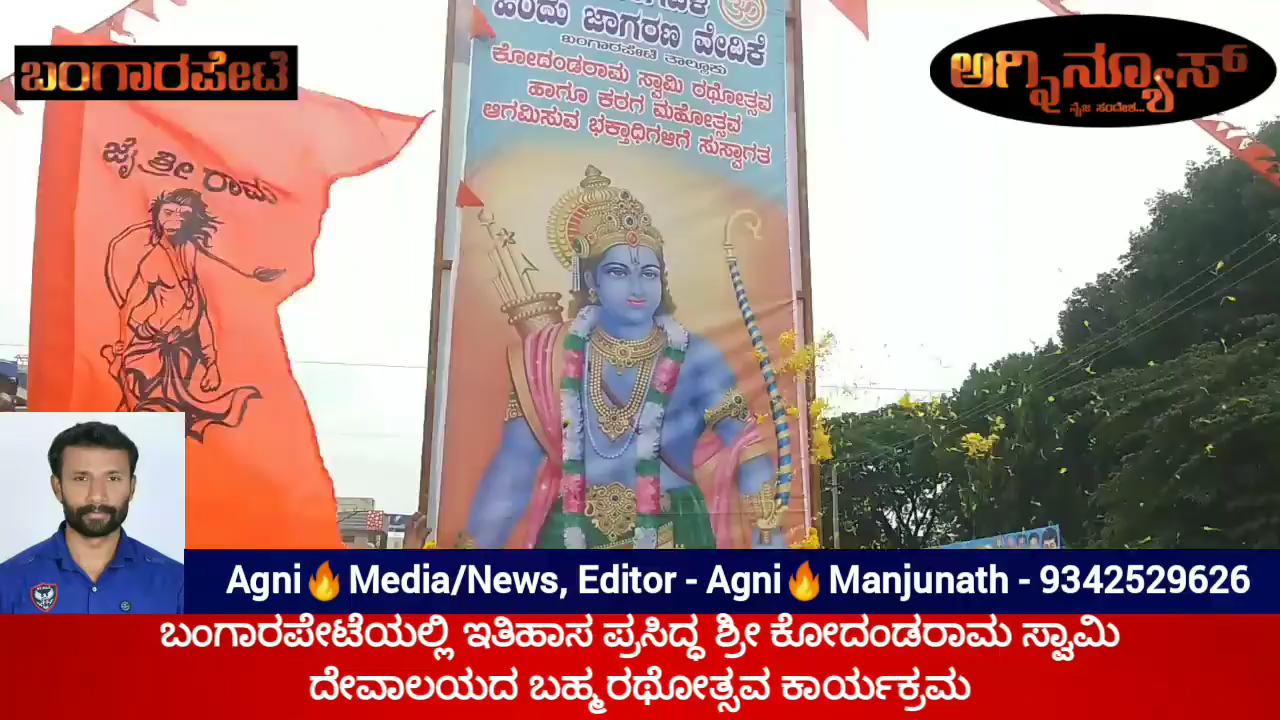 ಬಂಗಾರಪೇಟೆ
ಅಗ್ನಿನ್ಯೂಸ್
ನೈಜ ಸಂದೇಶ...
ಹಿಂದು ಜಾಗರಣ ವೇದಿಕೆ
ಬಂಗಾರಪೇಟೆ ತಾಲ್ಲೂಕು
ಕೋದಂಡರಾಮ ಸ್ವಾಮಿ ರಥೋತ್ಸವ
ಹಾಗೂ ಕರಗ ಮಹೋತ್ಸವ
ಆಗಮಿಸುವ ಭಕ್ತಾಧಿಗಳಿಗೆ ಸುಸ್ವಾಗತ
ಜೈ ಶ್ರೀ ರಾಮ
Agni🔥Media/News, Editor - Agni🔥Manjunath - 9342529626
ಬಂಗಾರಪೇಟೆಯಲ್ಲಿ ಇತಿಹಾಸ ಪ್ರಸಿದ್ಧ ಶ್ರೀ ಕೋದಂಡರಾಮ ಸ್ವಾಮಿ
ದೇವಾಲಯದ ಬಹ್ಮ ರಥೋತ್ಸವ ಕಾರ್ಯಕ್ರಮ